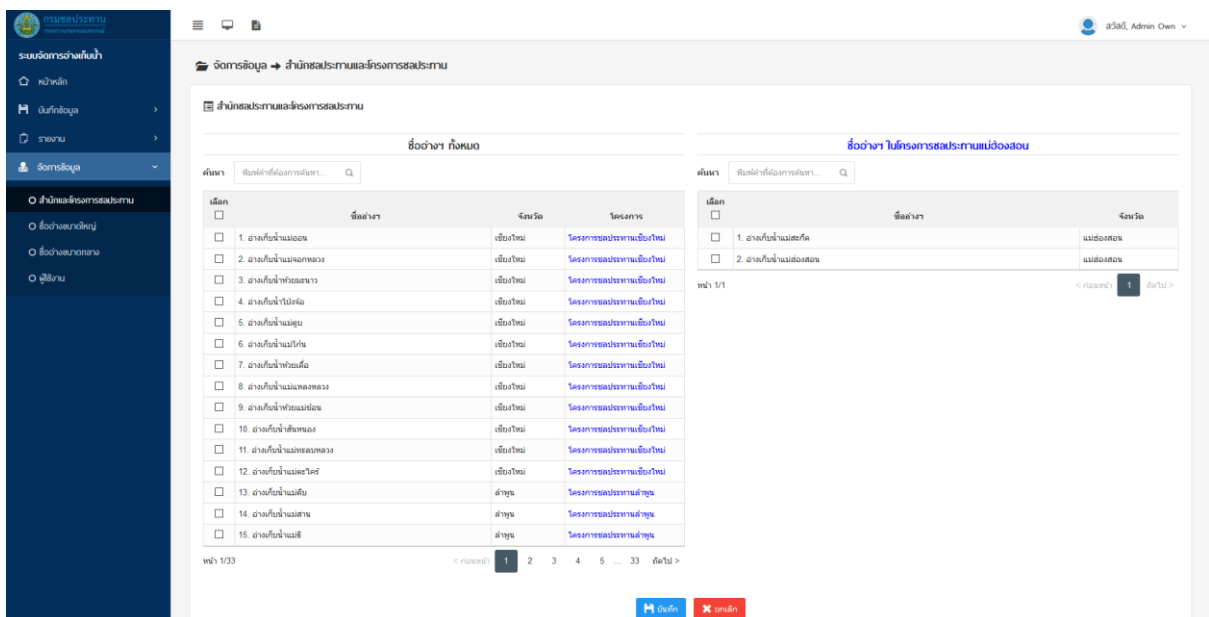 กรมชลประทาน
กระทรวงเกษตรและสหกรณ์
สวัสดี, Admin Own
ระบบจัดการอ่างเก็บน้ำ
หน้าหลัก
บันทึกข้อมูล
รายงาน
จัดการข้อมูล
สำนักและโครงการชลประทาน
ชื่ออ่างขนาดใหญ่
ชื่ออ่างขนาดกลาง
ผู้ใช้งาน
จัดการข้อมูล → สำนักชลประทานและโครงการชลประทาน
สำนักชลประทานและโครงการชลประทาน
ชื่ออ่างฯ ทั้งหมด
ค้นหา พิมพ์คำที่ต้องการค้นหา...
เลือก ชื่ออ่างฯ จังหวัด โครงการ
1. อ่างเก็บน้ำแม่ออน เชียงใหม่ โครงการชลประทานเชียงใหม่
2. อ่างเก็บน้ำแม่จอกหลวง เชียงใหม่ โครงการชลประทานเชียงใหม่
3. อ่างเก็บน้ำห้วยมะนาว เชียงใหม่ โครงการชลประทานเชียงใหม่
4. อ่างเก็บน้ำโป่งจ้อ เชียงใหม่ โครงการชลประทานเชียงใหม่
5. อ่างเก็บน้ำแม่ตูบ เชียงใหม่ โครงการชลประทานเชียงใหม่
6. อ่างเก็บน้ำแม่โก๋น เชียงใหม่ โครงการชลประทานเชียงใหม่
7. อ่างเก็บน้ำห้วยเดื่อ เชียงใหม่ โครงการชลประทานเชียงใหม่
8. อ่างเก็บน้ำแม่แหลงหลวง เชียงใหม่ โครงการชลประทานเชียงใหม่
9. อ่างเก็บน้ำห้วยแม่ข้อน เชียงใหม่ โครงการชลประทานเชียงใหม่
10. อ่างเก็บน้ำสันหนอง เชียงใหม่ โครงการชลประทานเชียงใหม่
11. อ่างเก็บน้ำแม่ทะลบหลวง เชียงใหม่ โครงการชลประทานเชียงใหม่
12. อ่างเก็บน้ำแม่ตะไคร้ เชียงใหม่ โครงการชลประทานเชียงใหม่
13. อ่างเก็บน้ำแม่ตีบ ลำพูน โครงการชลประทานลำพูน
14. อ่างเก็บน้ำแม่สาน ลำพูน โครงการชลประทานลำพูน
15. อ่างเก็บน้ำแม่ธิ ลำพูน โครงการชลประทานลำพูน
หน้า 1/33 < ก่อนหน้า 1 2 3 4 5 ... 33 ถัดไป >
ชื่ออ่างฯ ในโครงการชลประทานแม่ฮ่องสอน
ค้นหา พิมพ์คำที่ต้องการค้นหา...
เลือก ชื่ออ่างฯ จังหวัด
1. อ่างเก็บน้ำแม่สะกึด แม่ฮ่องสอน
2. อ่างเก็บน้ำแม่ฮ่องสอน แม่ฮ่องสอน
หน้า 1/1 < ก่อนหน้า 1 ถัดไป >
บันทึก ยกเลิก